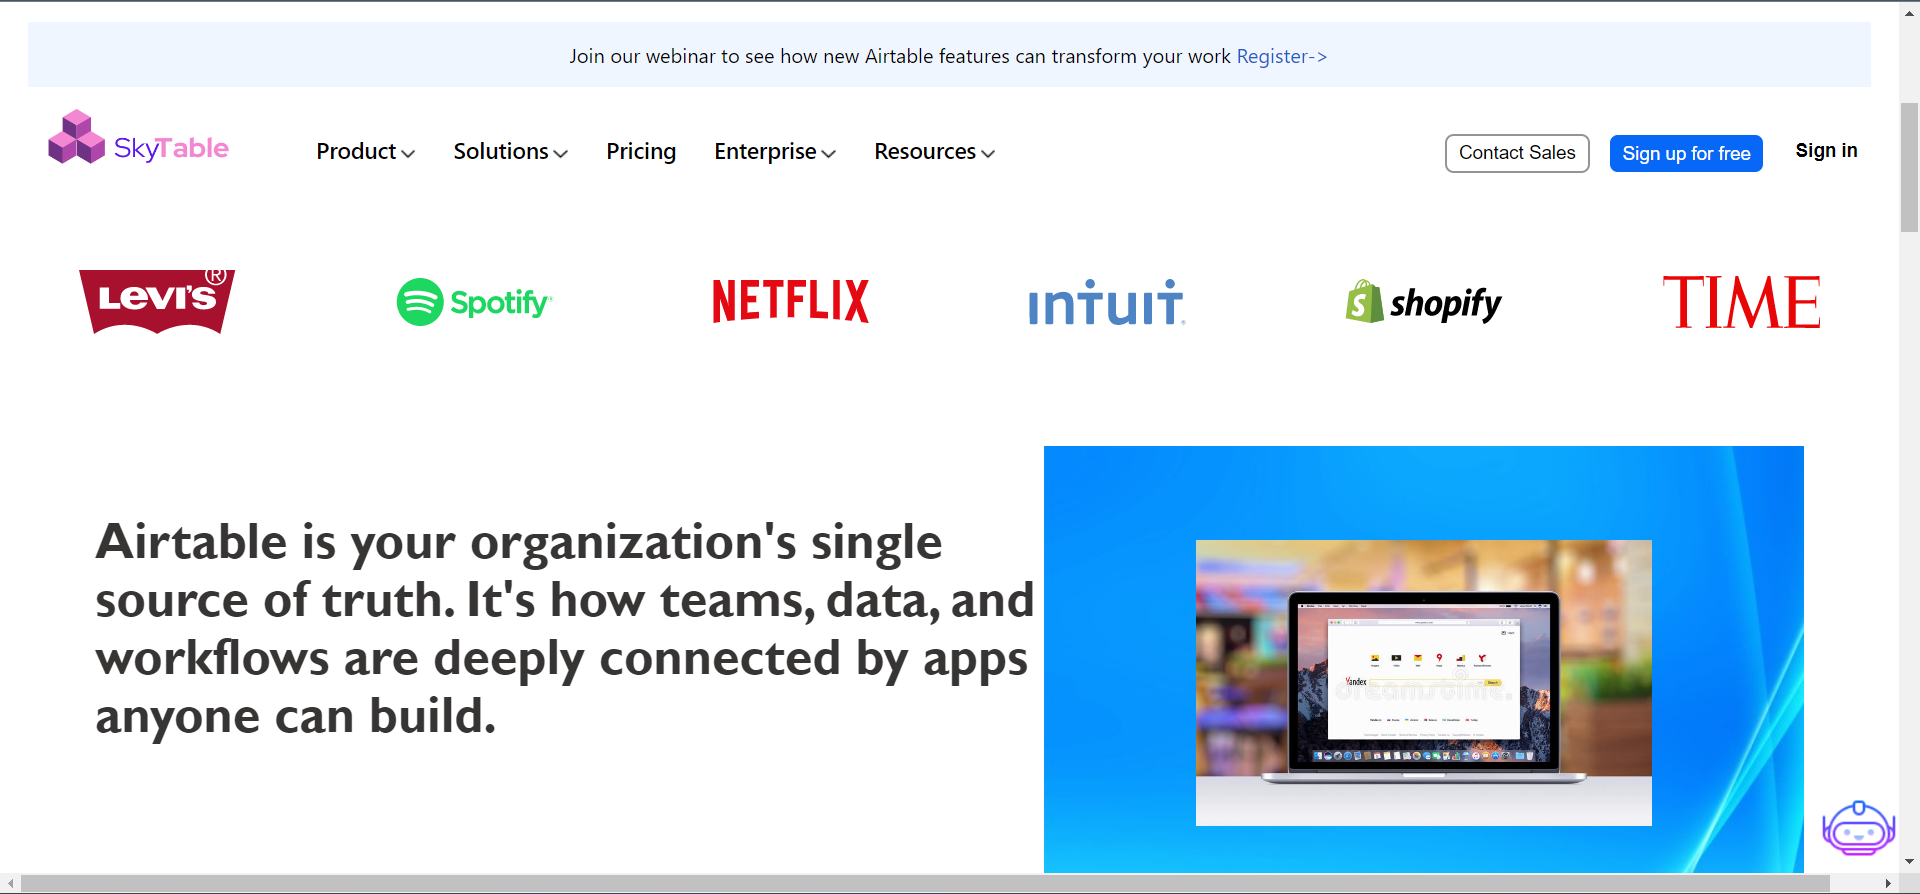 Join our webinar to see how new Airtable features can transform your work Register->
SkyTable
Product
Solutions
Pricing
Enterprise
Resources
Contact Sales
Sign up for free
Sign in
LEVI'S ®
Spotify®
NETFLIX
intuit®
shopify
TIME
Airtable is your organization's single
source of truth. It's how teams, data, and
workflows are deeply connected by apps
anyone can build.
Yandex
Search
dreamstime.